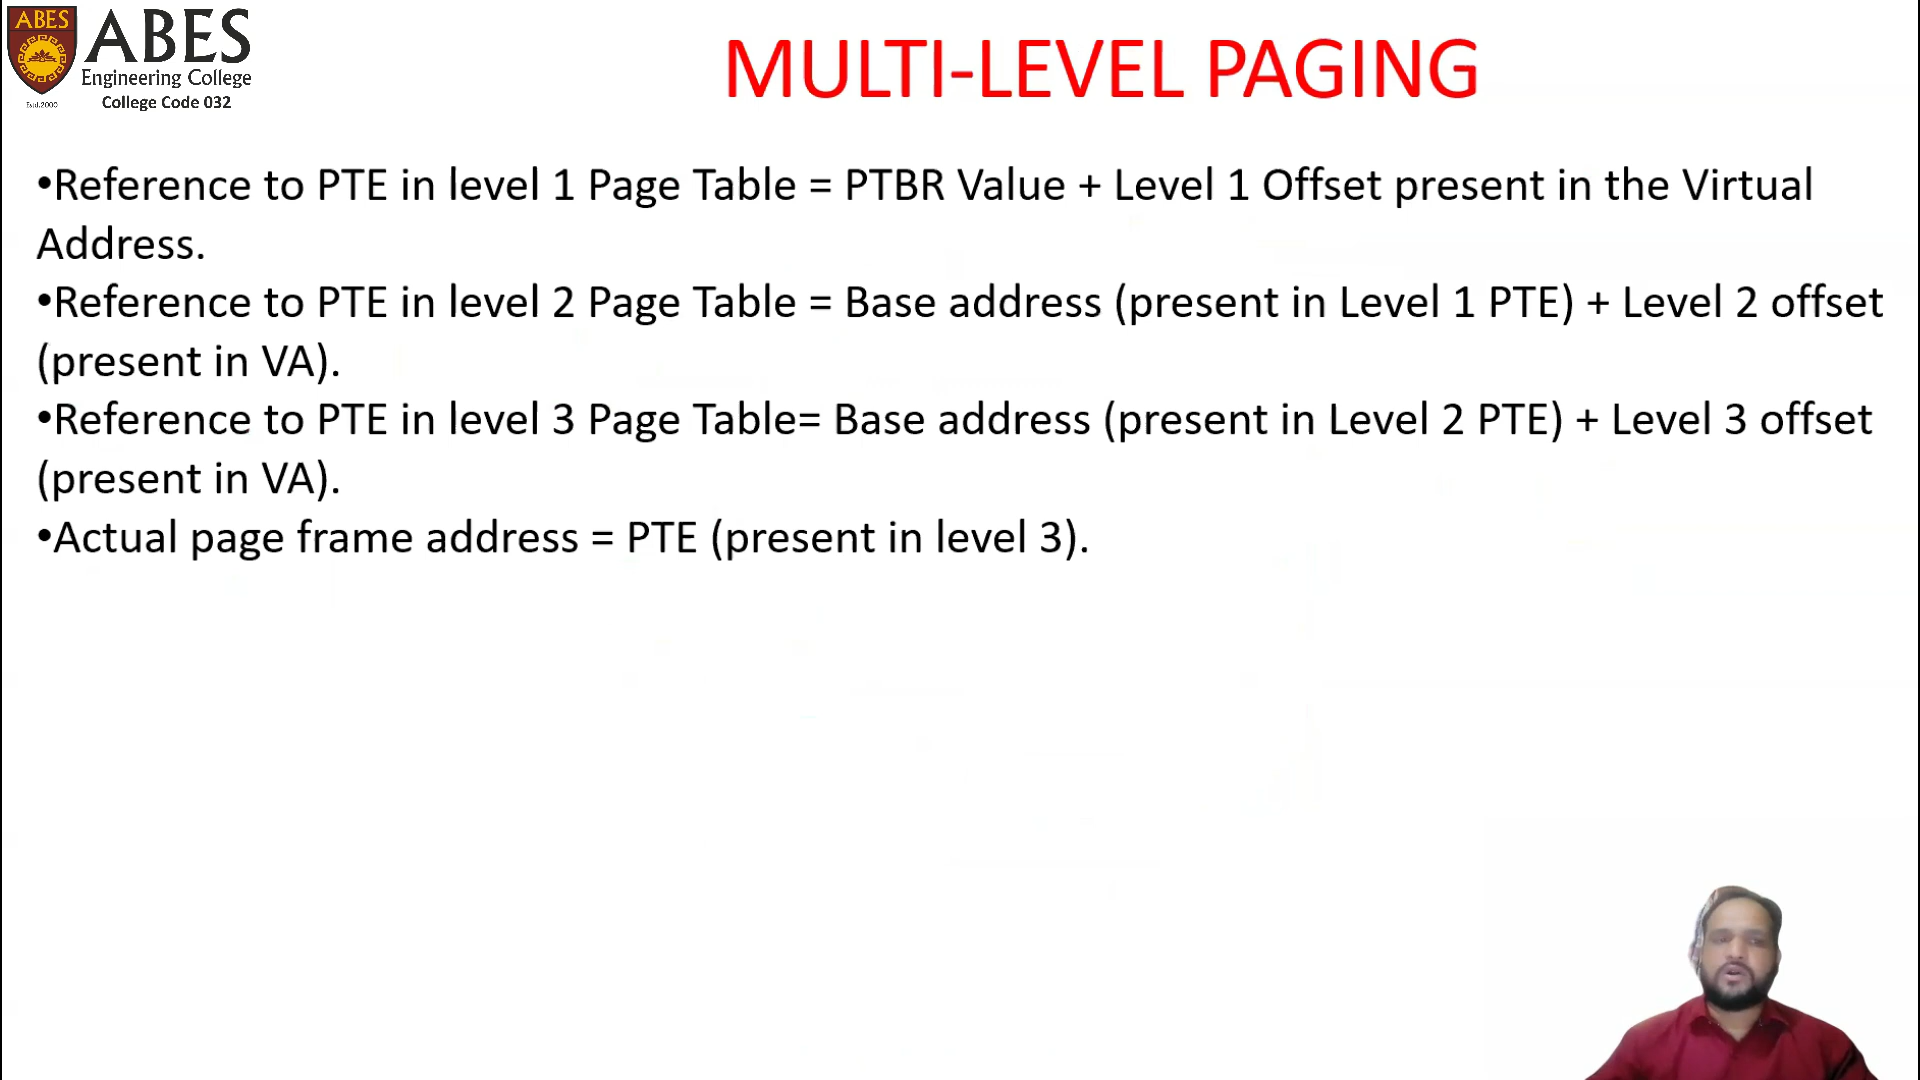 ABES
ABES
Engineering College
College Code 032
Estd.2000
MULTI-LEVEL PAGING
•Reference to PTE in level 1 Page Table = PTBR Value + Level 1 Offset present in the Virtual
Address.
•Reference to PTE in level 2 Page Table = Base address (present in Level 1 PTE) + Level 2 offset
(present in VA).
•Reference to PTE in level 3 Page Table= Base address (present in Level 2 PTE) + Level 3 offset
(present in VA).
•Actual page frame address = PTE (present in level 3).